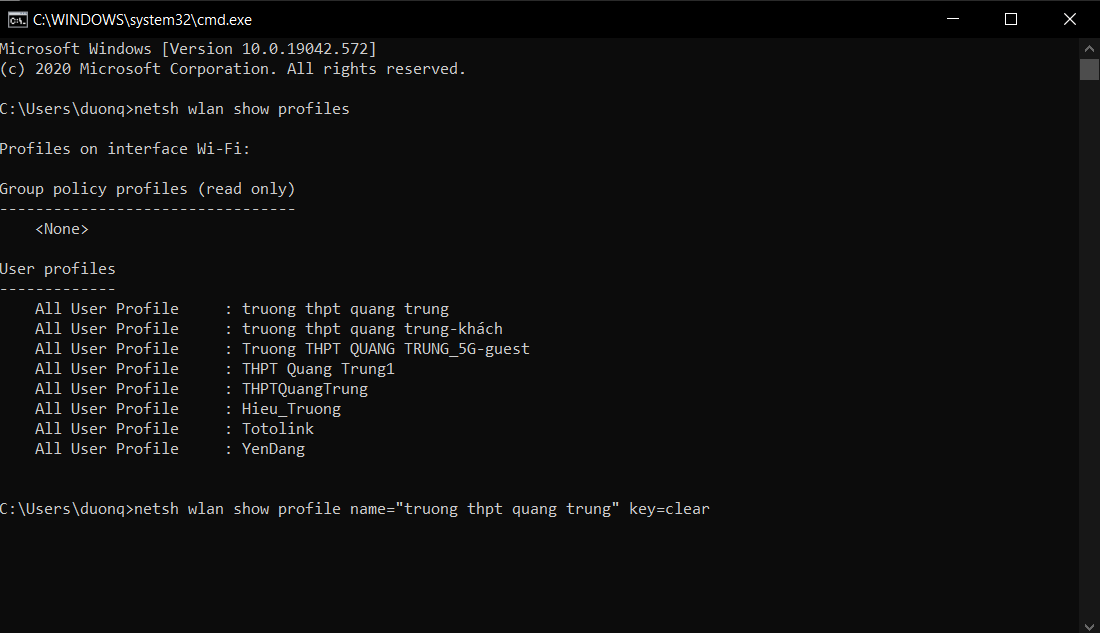 C:\WINDOWS\system32\cmd.exe
Microsoft Windows [Version 10.0.19042.572]
(c) 2020 Microsoft Corporation. All rights reserved.
C:\Users\duonq>netsh wlan show profiles
Profiles on interface Wi-Fi:
Group policy profiles (read only)
---------------------------------
    <None>
User profiles
-------------
    All User Profile     : truong thpt quang trung
    All User Profile     : truong thpt quang trung-khách
    All User Profile     : Truong THPT QUANG TRUNG_5G-guest
    All User Profile     : THPT Quang Trung1
    All User Profile     : THPTQuangTrung
    All User Profile     : Hieu_Truong
    All User Profile     : Totolink
    All User Profile     : YenDang
C:\Users\duonq>netsh wlan show profile name="truong thpt quang trung" key=clear